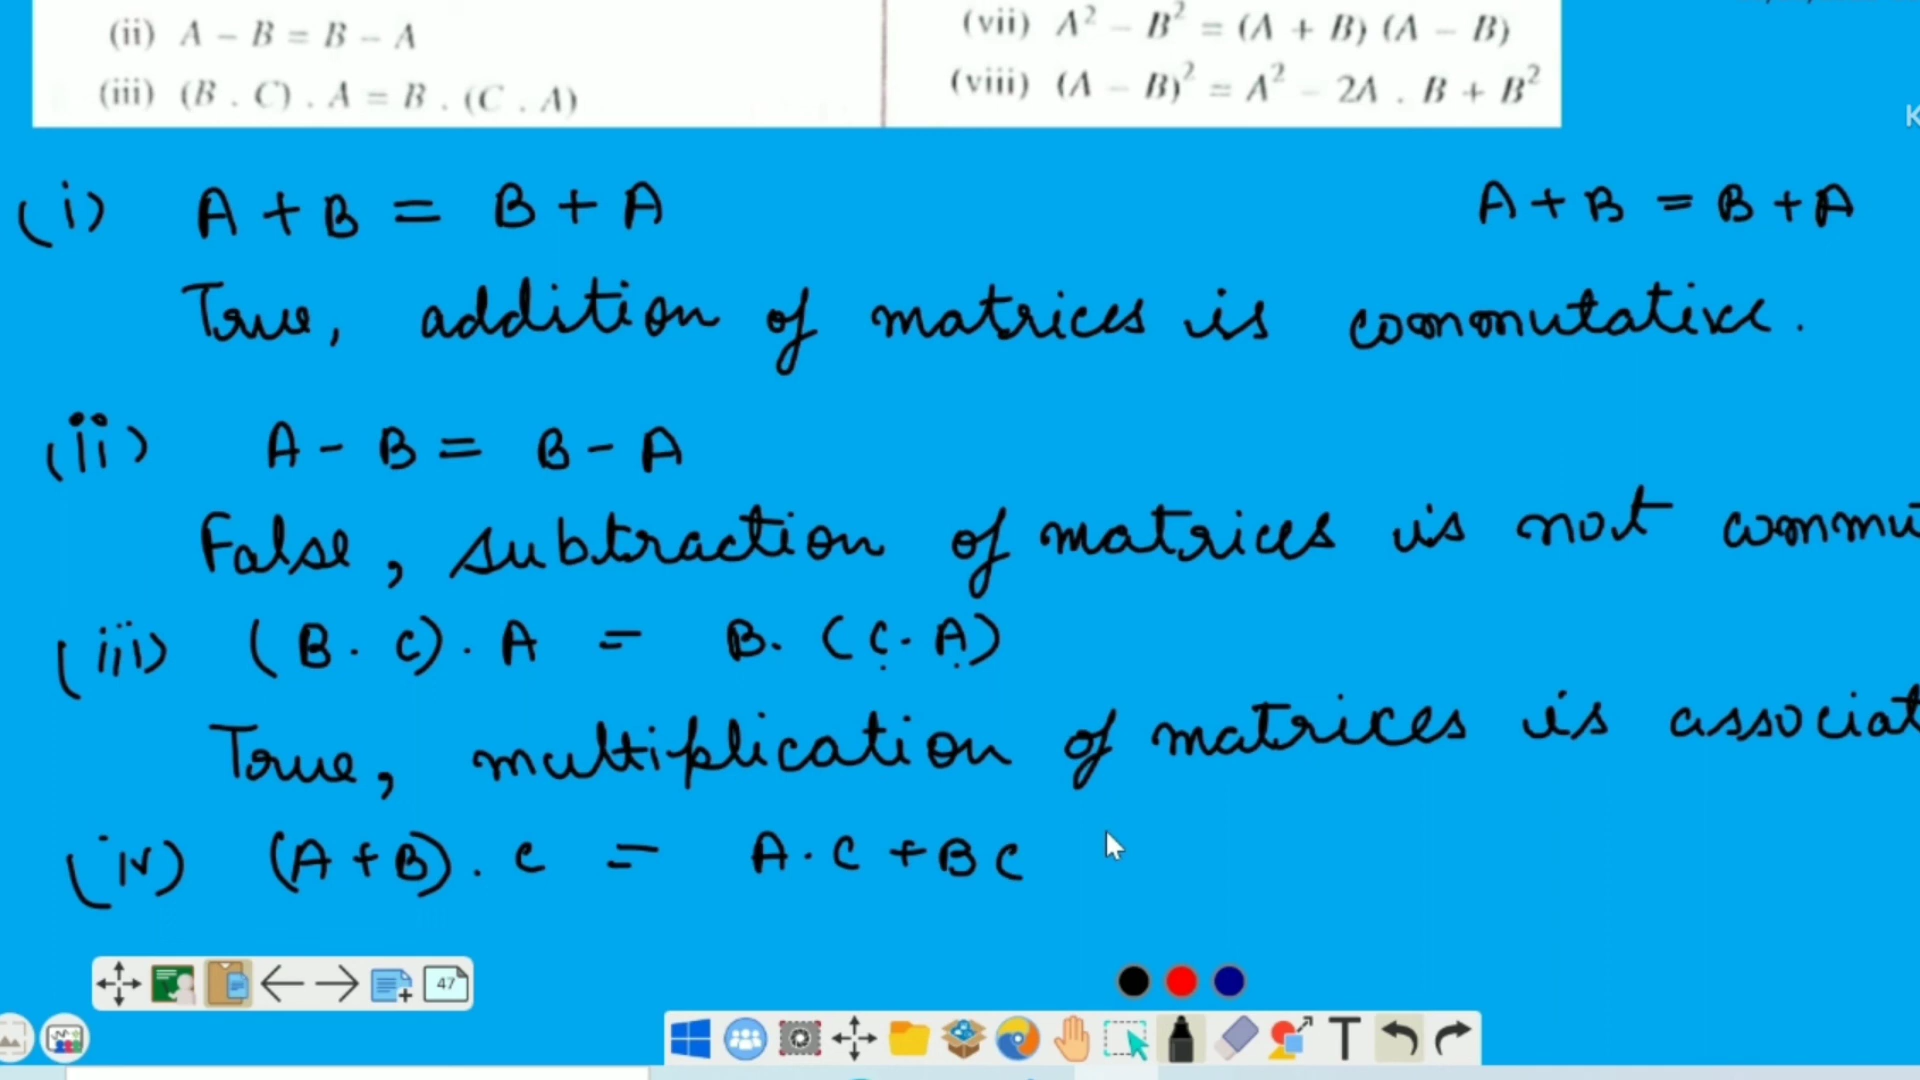 (ii) A – B = B – A
(vii) A² – B² = (A + B) (A – B)
(iii) (B . C) . A = B . (C . A)
(viii) (A – B)² = A² – 2A . B + B²
K
(i) A + B = B + A
A + B = B + A
True, addition of matrices is commutative.
(ii) A - B = B - A
False, subtraction of matrices is not commu
(iii) (B. C). A = B. (C. A)
True, multiplication of matrices is associat
(iv) (A + B). C = A. C + B C
47
T